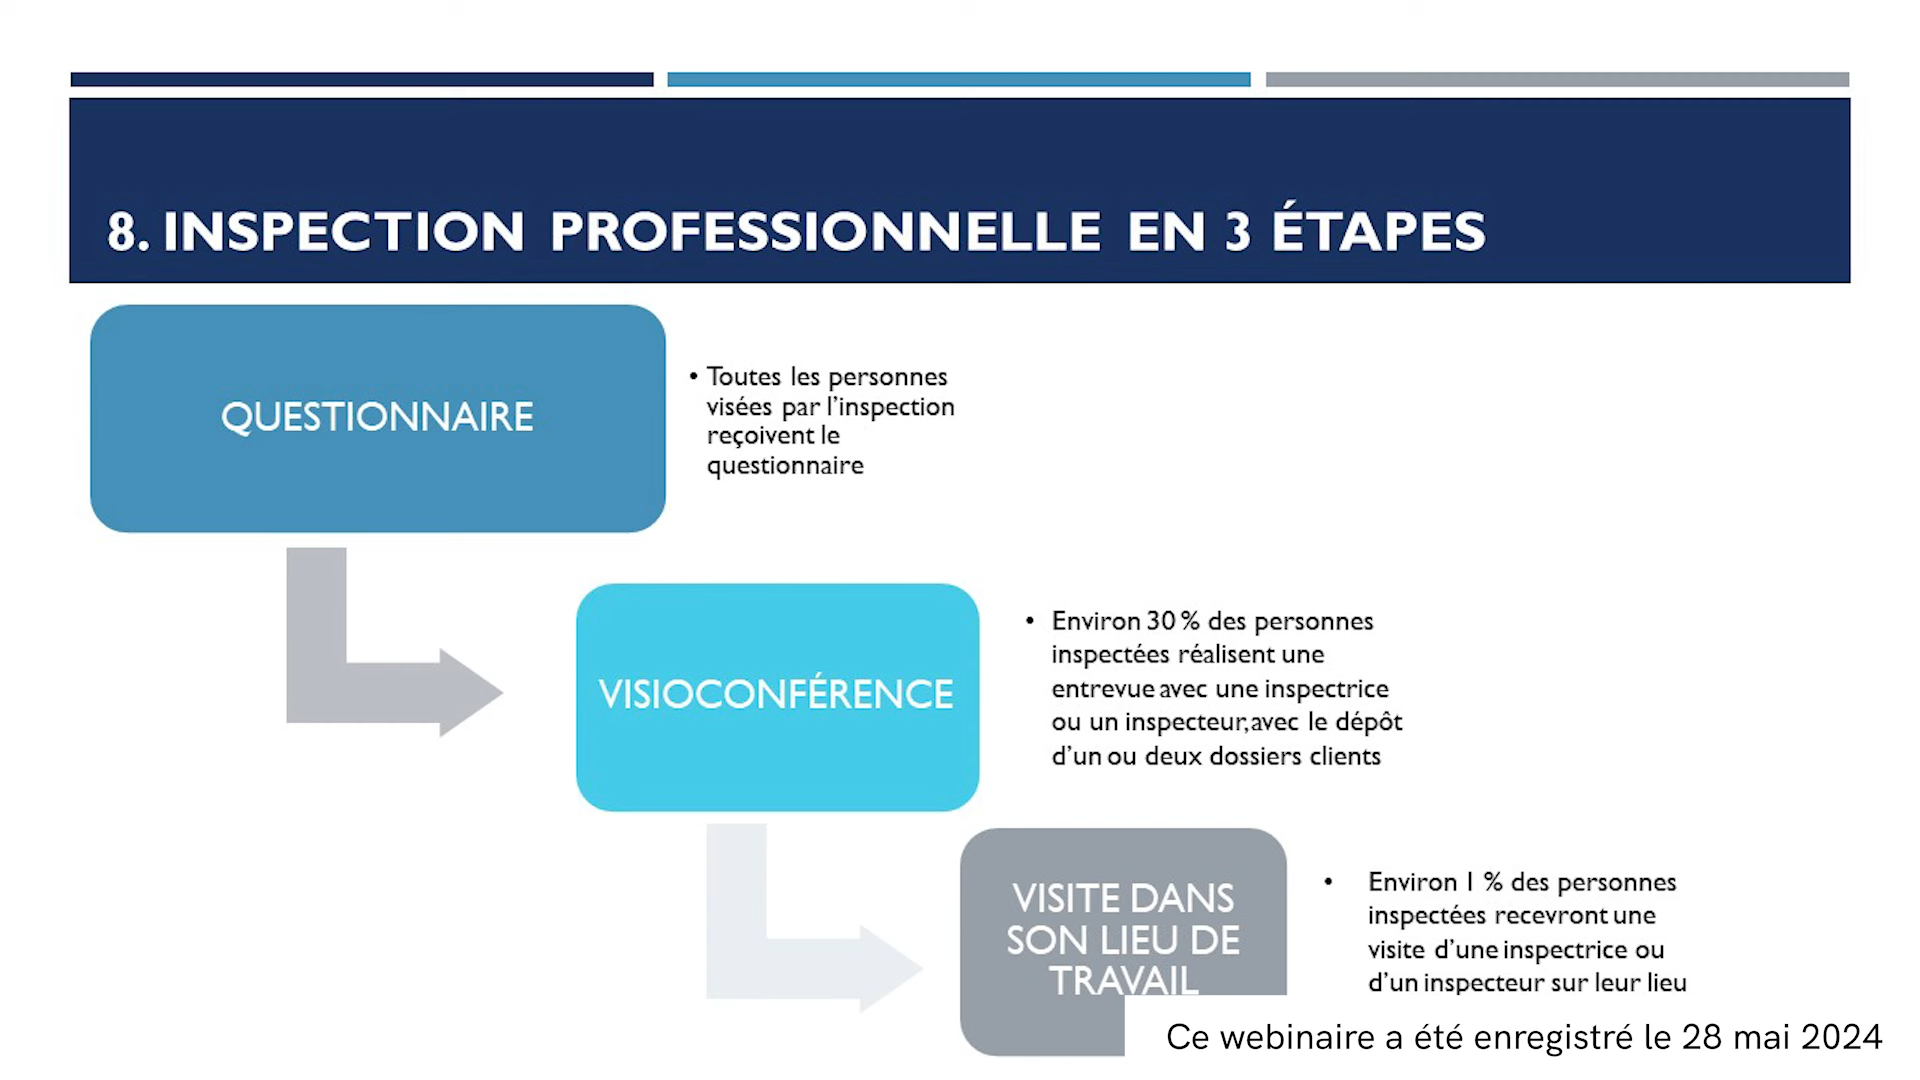 8. INSPECTION PROFESSIONNELLE EN 3 ÉTAPES
QUESTIONNAIRE
• Toutes les personnes
visées par l’inspection
reçoivent le
questionnaire
VISIOCONFÉRENCE
• Environ 30 % des personnes
inspectées réalisent une
entrevue avec une inspectrice
ou un inspecteur, avec le dépôt
d’un ou deux dossiers clients
VISITE DANS
SON LIEU DE
TRAVAIL
• Environ 1 % des personnes
inspectées recevront une
visite d’une inspectrice ou
d’un inspecteur sur leur lieu
Ce webinaire a été enregistré le 28 mai 2024